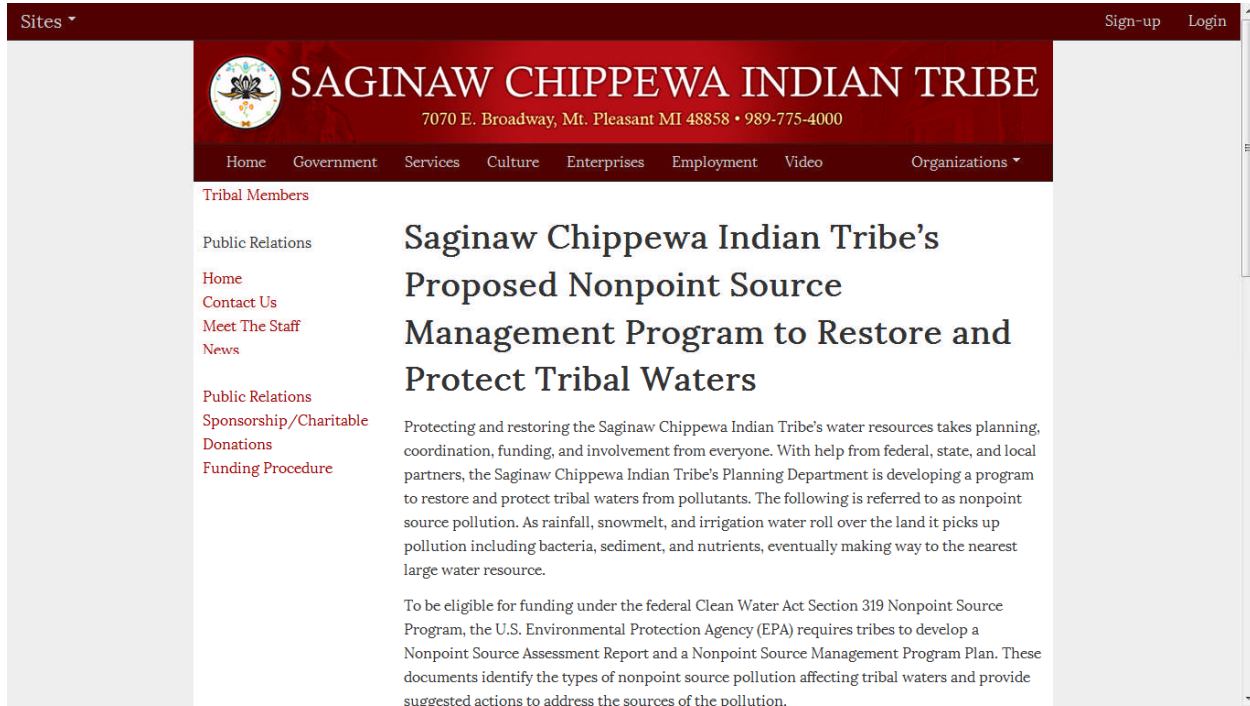 Sites
Sign-up Login
SAGINAW CHIPPEWA INDIAN TRIBE
7070 E. Broadway, Mt. Pleasant MI 48858 • 989-775-4000
Home Government Services Culture Enterprises Employment Video Organizations
Tribal Members
Public Relations
Home
Contact Us
Meet The Staff
News
Public Relations
Sponsorship/Charitable
Donations
Funding Procedure
Saginaw Chippewa Indian Tribe’s
Proposed Nonpoint Source
Management Program to Restore and
Protect Tribal Waters
Protecting and restoring the Saginaw Chippewa Indian Tribe’s water resources takes planning,
coordination, funding, and involvement from everyone. With help from federal, state, and local
partners, the Saginaw Chippewa Indian Tribe’s Planning Department is developing a program
to restore and protect tribal waters from pollutants. The following is referred to as nonpoint
source pollution. As rainfall, snowmelt, and irrigation water roll over the land it picks up
pollution including bacteria, sediment, and nutrients, eventually making way to the nearest
large water resource.
To be eligible for funding under the federal Clean Water Act Section 319 Nonpoint Source
Program, the U.S. Environmental Protection Agency (EPA) requires tribes to develop a
Nonpoint Source Assessment Report and a Nonpoint Source Management Program Plan. These
documents identify the types of nonpoint source pollution affecting tribal waters and provide
suggested actions to address the sources of the pollution.